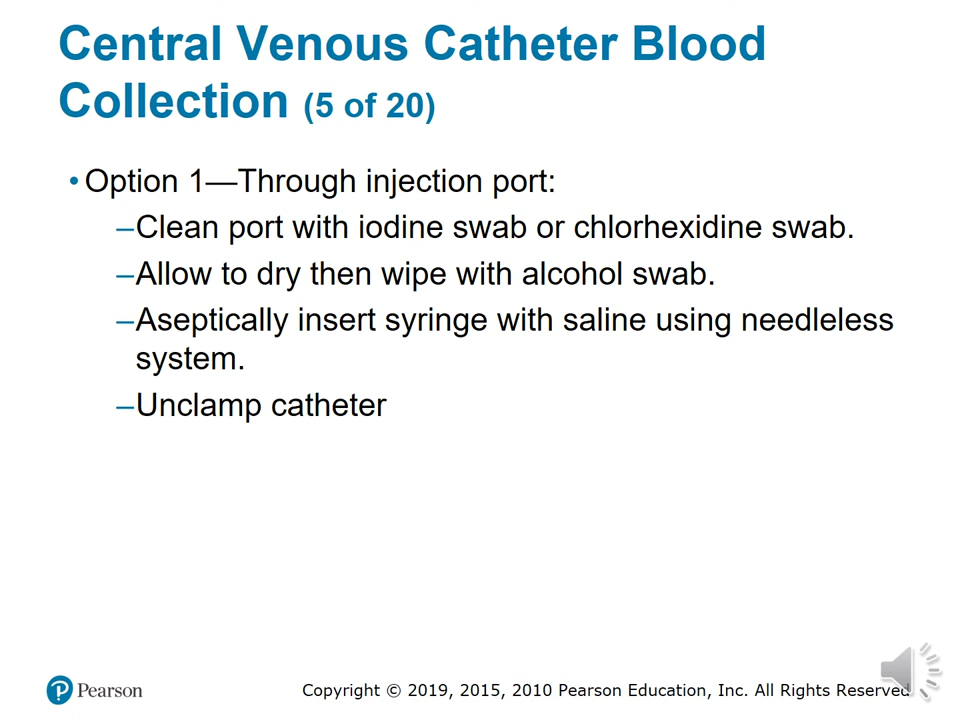 Central Venous Catheter Blood
Collection (5 of 20)
• Option 1—Through injection port:
–Clean port with iodine swab or chlorhexidine swab.
–Allow to dry then wipe with alcohol swab.
–Aseptically insert syringe with saline using needleless
system.
–Unclamp catheter
Pearson
Copyright © 2019, 2015, 2010 Pearson Education, Inc. All Rights Reserved